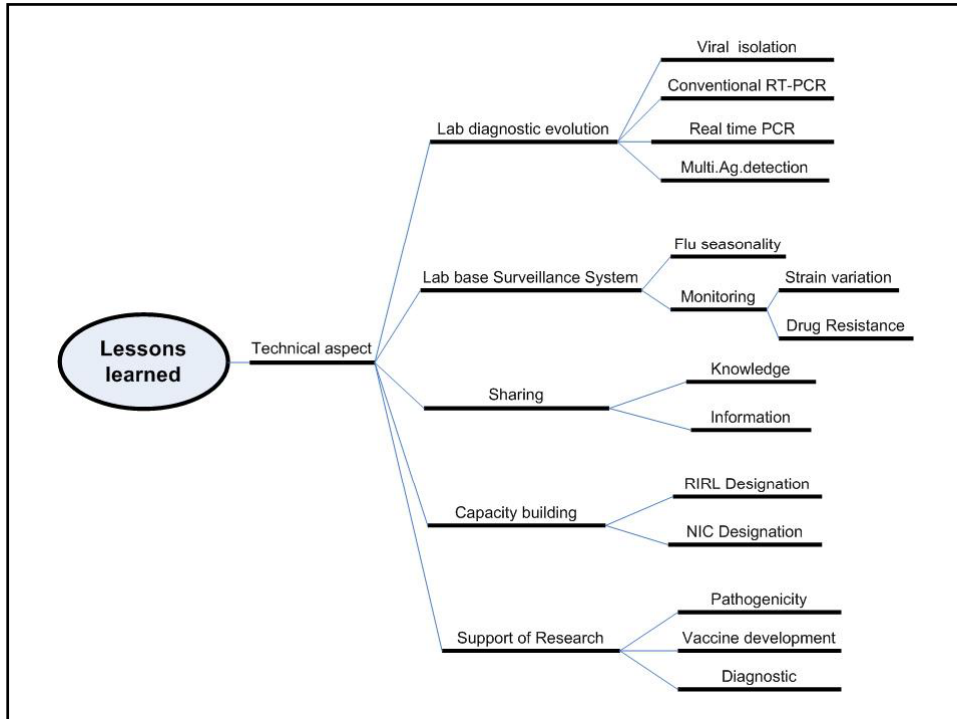 Lessons
learned
Technical aspect
Lab diagnostic evolution
Viral isolation
Conventional RT-PCR
Real time PCR
Multi.Ag.detection
Lab base Surveillance System
Flu seasonality
Monitoring
Strain variation
Drug Resistance
Sharing
Knowledge
Information
Capacity building
RIRL Designation
NIC Designation
Support of Research
Pathogenicity
Vaccine development
Diagnostic